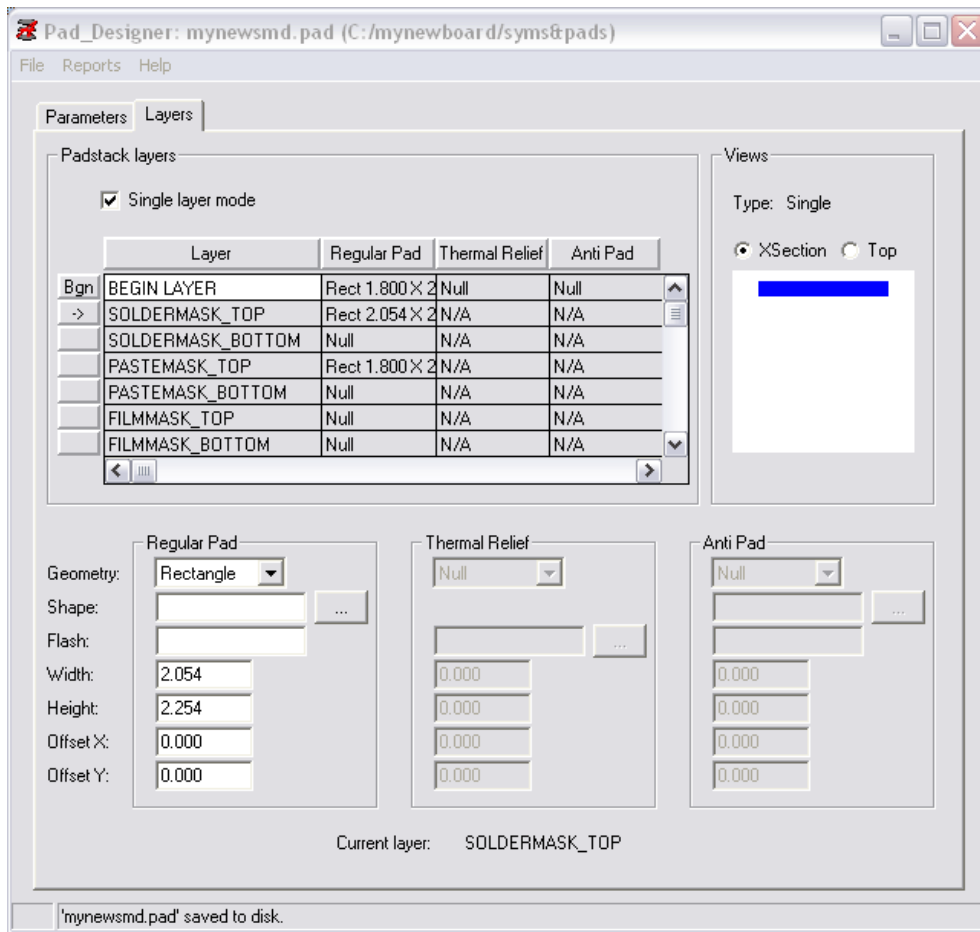 Pad_Designer: mynewsmd.pad (C:/mynewboard/syms&pads)
File Reports Help
Parameters Layers
Padstack layers
Single layer mode
Layer Regular Pad Thermal Relief Anti Pad
Bgn BEGIN LAYER Rect 1.800 X 2 Null Null
-> SOLDERMASK_TOP Rect 2.054 X 2 N/A N/A
SOLDERMASK_BOTTOM Null N/A N/A
PASTEMASK_TOP Rect 1.800 X 2 N/A N/A
PASTEMASK_BOTTOM Null N/A N/A
FILMMASK_TOP Null N/A N/A
FILMMASK_BOTTOM Null N/A N/A
Views
Type: Single
XSection Top
Regular Pad Thermal Relief Anti Pad
Geometry: Rectangle Null Null
Shape: ... ...
Flash: ...
Width: 2.054 0.000 0.000
Height: 2.254 0.000 0.000
Offset X: 0.000 0.000 0.000
Offset Y: 0.000 0.000 0.000
Current layer: SOLDERMASK_TOP
'mynewsmd.pad' saved to disk.